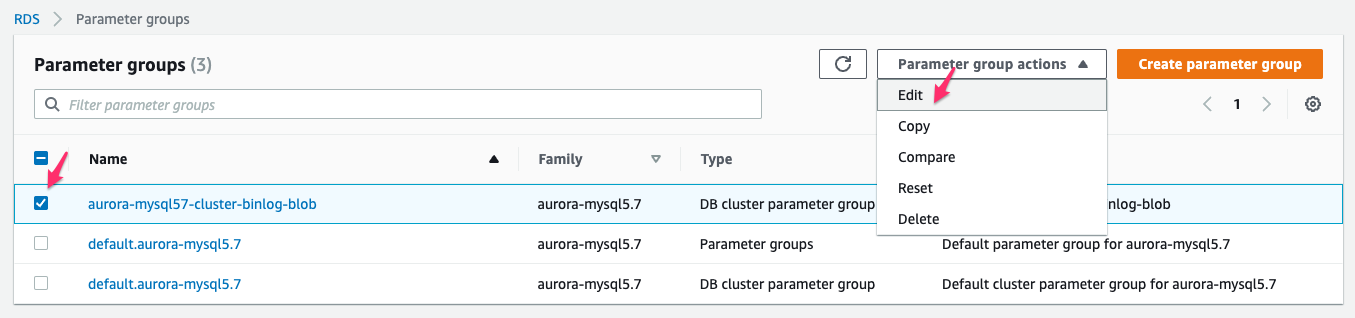 RDS > Parameter groups
Parameter groups (3)
Parameter group actions
Create parameter group
Filter parameter groups
1
Edit
Copy
Compare
Reset
Delete
Name Family Type
aurora-mysql57-cluster-binlog-blob aurora-mysql5.7 DB cluster parameter group nlog-blob
default.aurora-mysql5.7 aurora-mysql5.7 Parameter groups Default parameter group for aurora-mysql5.7
default.aurora-mysql5.7 aurora-mysql5.7 DB cluster parameter group Default cluster parameter group for aurora-mysql5.7